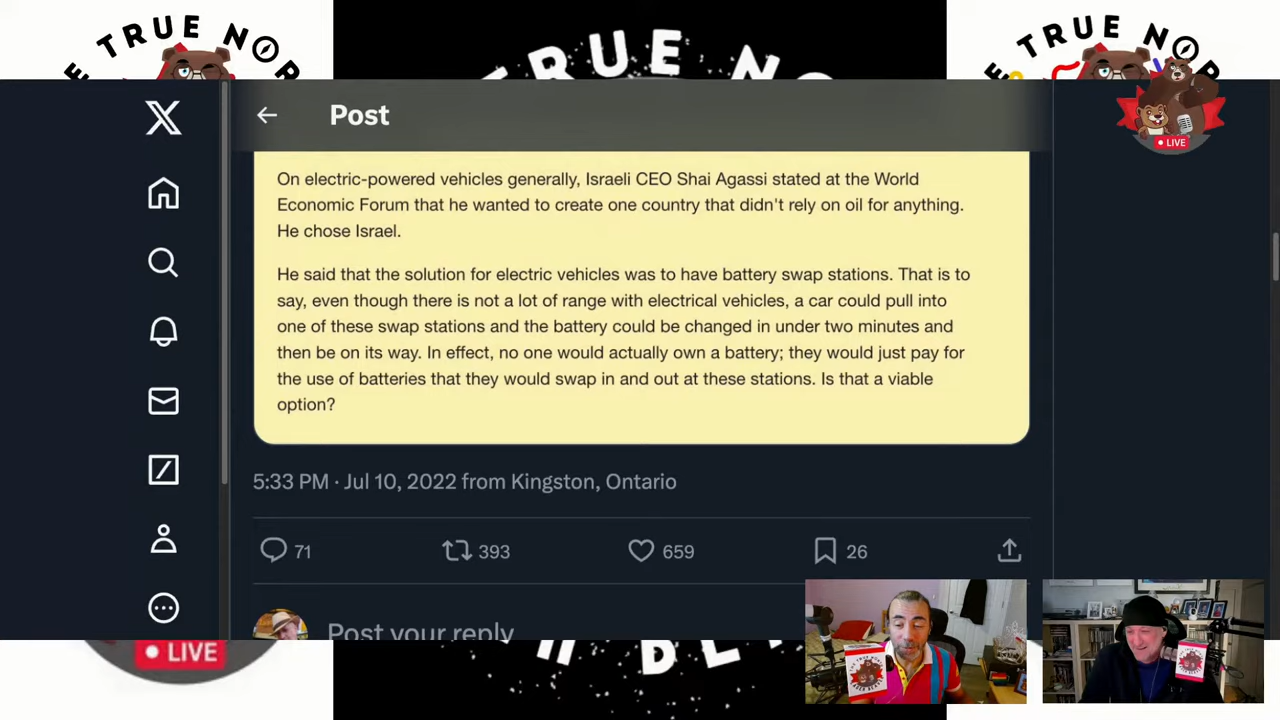 E TRUE NOR
TRUE NO
E TRUE NO
LIVE
Post
On electric-powered vehicles generally, Israeli CEO Shai Agassi stated at the World
Economic Forum that he wanted to create one country that didn't rely on oil for anything.
He chose Israel.
He said that the solution for electric vehicles was to have battery swap stations. That is to
say, even though there is not a lot of range with electrical vehicles, a car could pull into
one of these swap stations and the battery could be changed in under two minutes and
then be on its way. In effect, no one would actually own a battery; they would just pay for
the use of batteries that they would swap in and out at these stations. Is that a viable
option?
5:33 PM · Jul 10, 2022 from Kingston, Ontario
71
393
659
26
Post your reply
LIVE